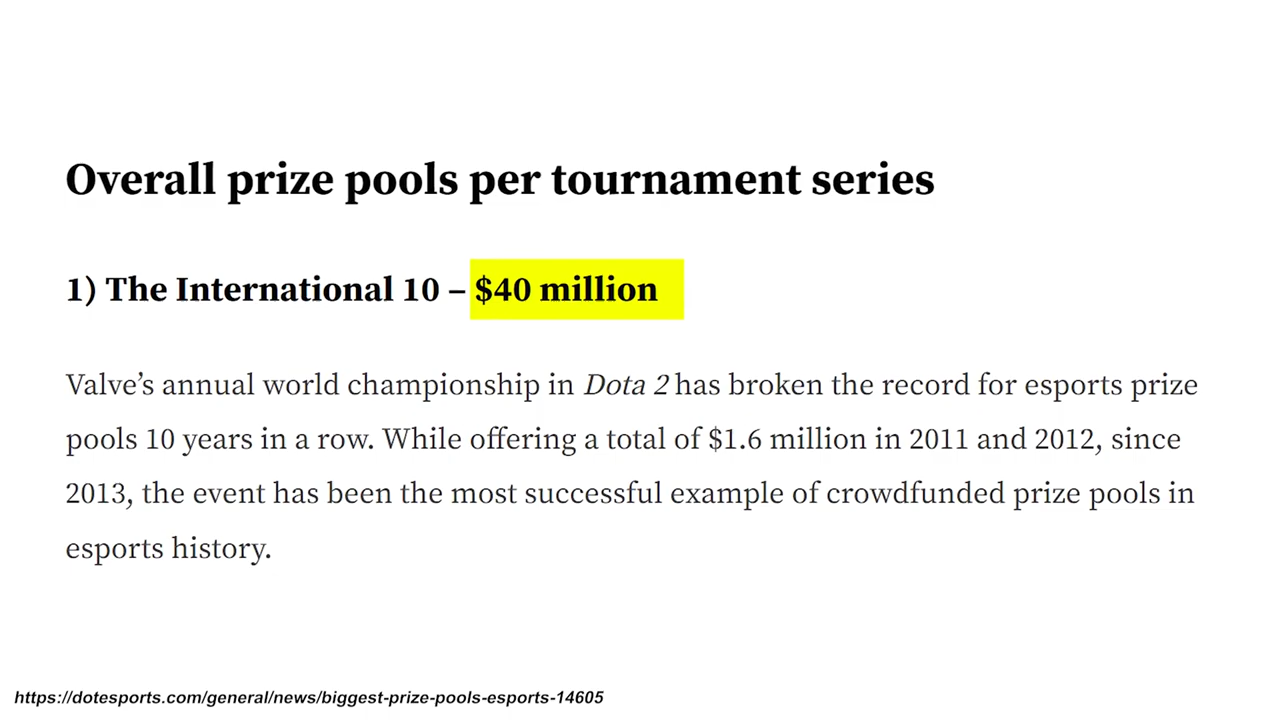 Overall prize pools per tournament series
1) The International 10 – $40 million
Valve’s annual world championship in Dota 2 has broken the record for esports prize
pools 10 years in a row. While offering a total of $1.6 million in 2011 and 2012, since
2013, the event has been the most successful example of crowdfunded prize pools in
esports history.
https://dotesports.com/general/news/biggest-prize-pools-esports-14605